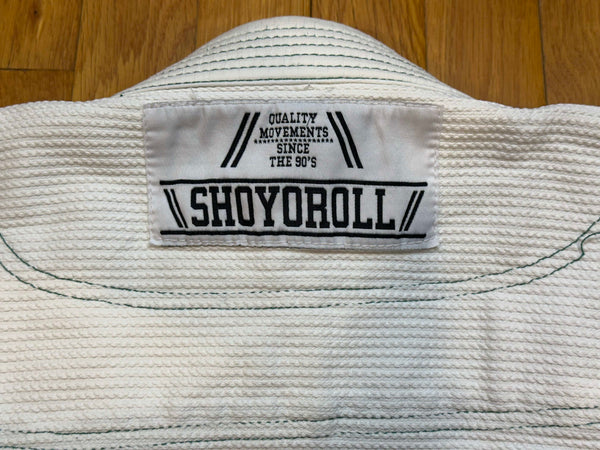 QUALITY
MOVEMENTS
SINCE
THE 90'S
SHOYOROLL